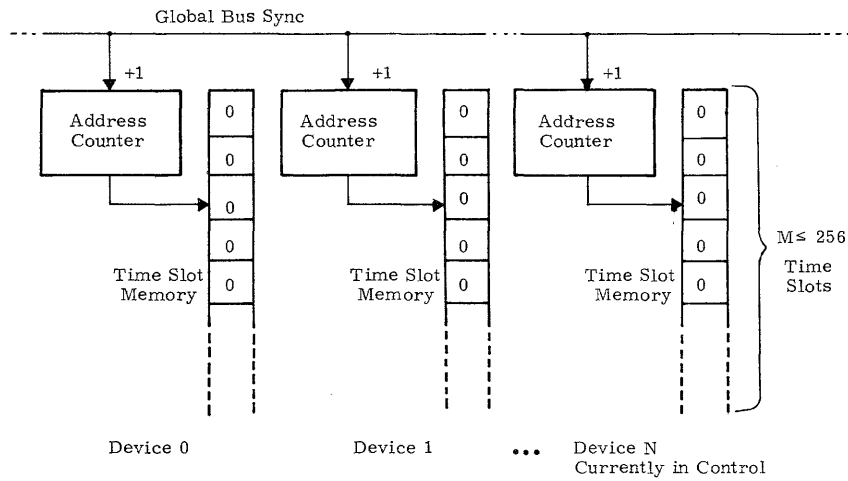 Global Bus Sync
+1
+1
+1
Address
Counter
0
0
0
0
0
Address
Counter
0
0
0
0
0
Address
Counter
0
0
0
0
0
Time Slot
Memory
Time Slot
Memory
Time Slot
Memory
M≤ 256
Time
Slots
Device 0
Device 1
•••
Device N
Currently in Control